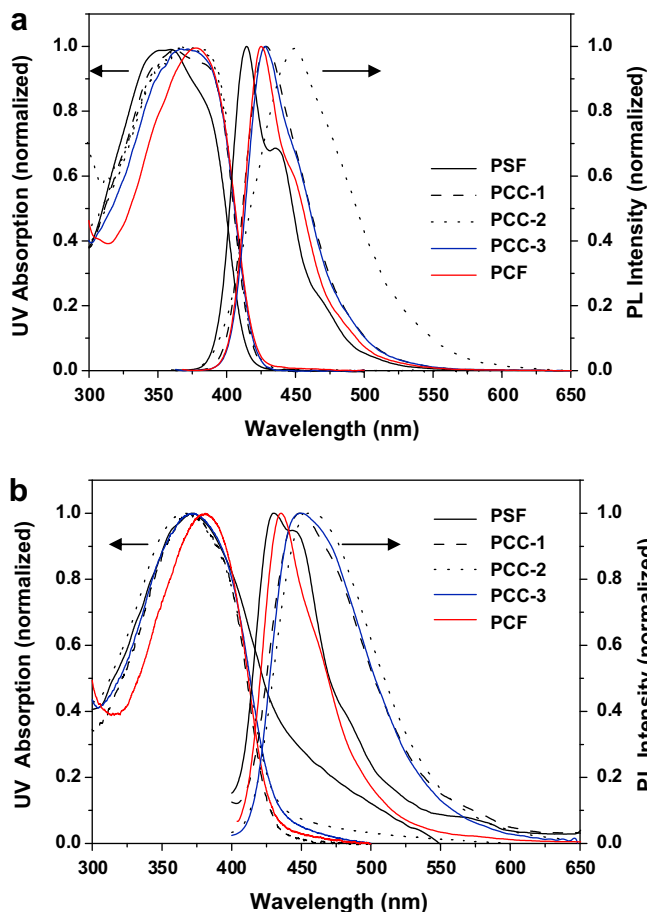 a
1.0
0.8
0.6
0.4
0.2
0.0
UV Absorption (normalized)
1.0
0.8
0.6
0.4
0.2
0.0
PL Intensity (normalized)
PSF
PCC-1
PCC-2
PCC-3
PCF
300 350 400 450 500 550 600 650
Wavelength (nm)
b
1.0
0.8
0.6
0.4
0.2
0.0
UV Absorption (normalized)
1.0
0.8
0.6
0.4
0.2
0.0
PL Intensity (normalized)
PSF
PCC-1
PCC-2
PCC-3
PCF
300 350 400 450 500 550 600 650
Wavelength (nm)